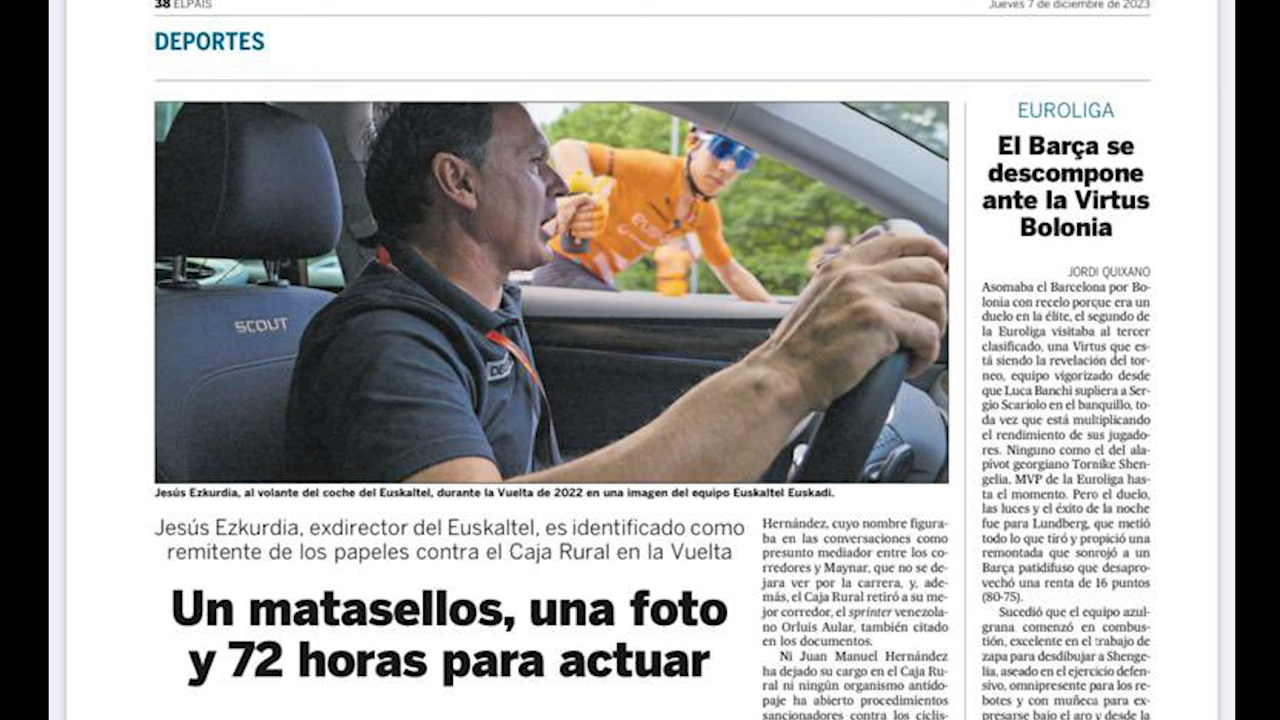 38 EL PAÍS
Jueves 7 de diciembre de 2023
DEPORTES
SCOUT
Jesús Ezkurdia, al volante del coche del Euskaltel, durante la Vuelta de 2022 en una imagen del equipo Euskaltel Euskadi.
Jesús Ezkurdia, exdirector del Euskaltel, es identificado como
remitente de los papeles contra el Caja Rural en la Vuelta
Un matasellos, una foto
y 72 horas para actuar
Hernández, cuyo nombre figura-
ba en las conversaciones como
presunto mediador entre los co-
rredores y Maynar, que no se de-
jara ver por la carrera, y, ade-
más, el Caja Rural retiró a su me-
jor corredor, el sprinter venezola-
no Orluis Aular, también citado
en los documentos.
Ni Juan Manuel Hernández
ha dejado su cargo en el Caja Ru-
ral ni ningún organismo antido-
paje ha abierto procedimientos
sancionadores contra los ciclis-
EUROLIGA
El Barça se
descompone
ante la Virtus
Bolonia
JORDI QUIXANO
Asomaba el Barcelona por Bo-
lonia con recelo porque era un
duelo en la élite, el segundo de
la Euroliga visitaba al tercer
clasificado, una Virtus que es-
tá siendo la revelación del tor-
neo, equipo vigorizado desde
que Luca Banchi supliera a Ser-
gio Scariolo en el banquillo, to-
da vez que está multiplicando
el rendimiento de sus jugado-
res. Ninguno como el del ala-
pívot georgiano Tornike Shen-
gelia, MVP de la Euroliga has-
ta el momento. Pero el duelo,
las luces y el éxito de la noche
fue para Lundberg, que metió
todo lo que tiró y propició una
remontada que sonrojó a un
Barça patidifuso que desapro-
vechó una renta de 16 puntos
(80-75).
Sucedió que el equipo azul-
grana comenzó en combus-
tión, excelente en el trabajo de
zapa para desdibujar a Shenge-
lia, aseado en el ejercicio defen-
sivo, omnipresente para los re-
botes y con muñeca para ex-
presarse bajo el aro y desde la